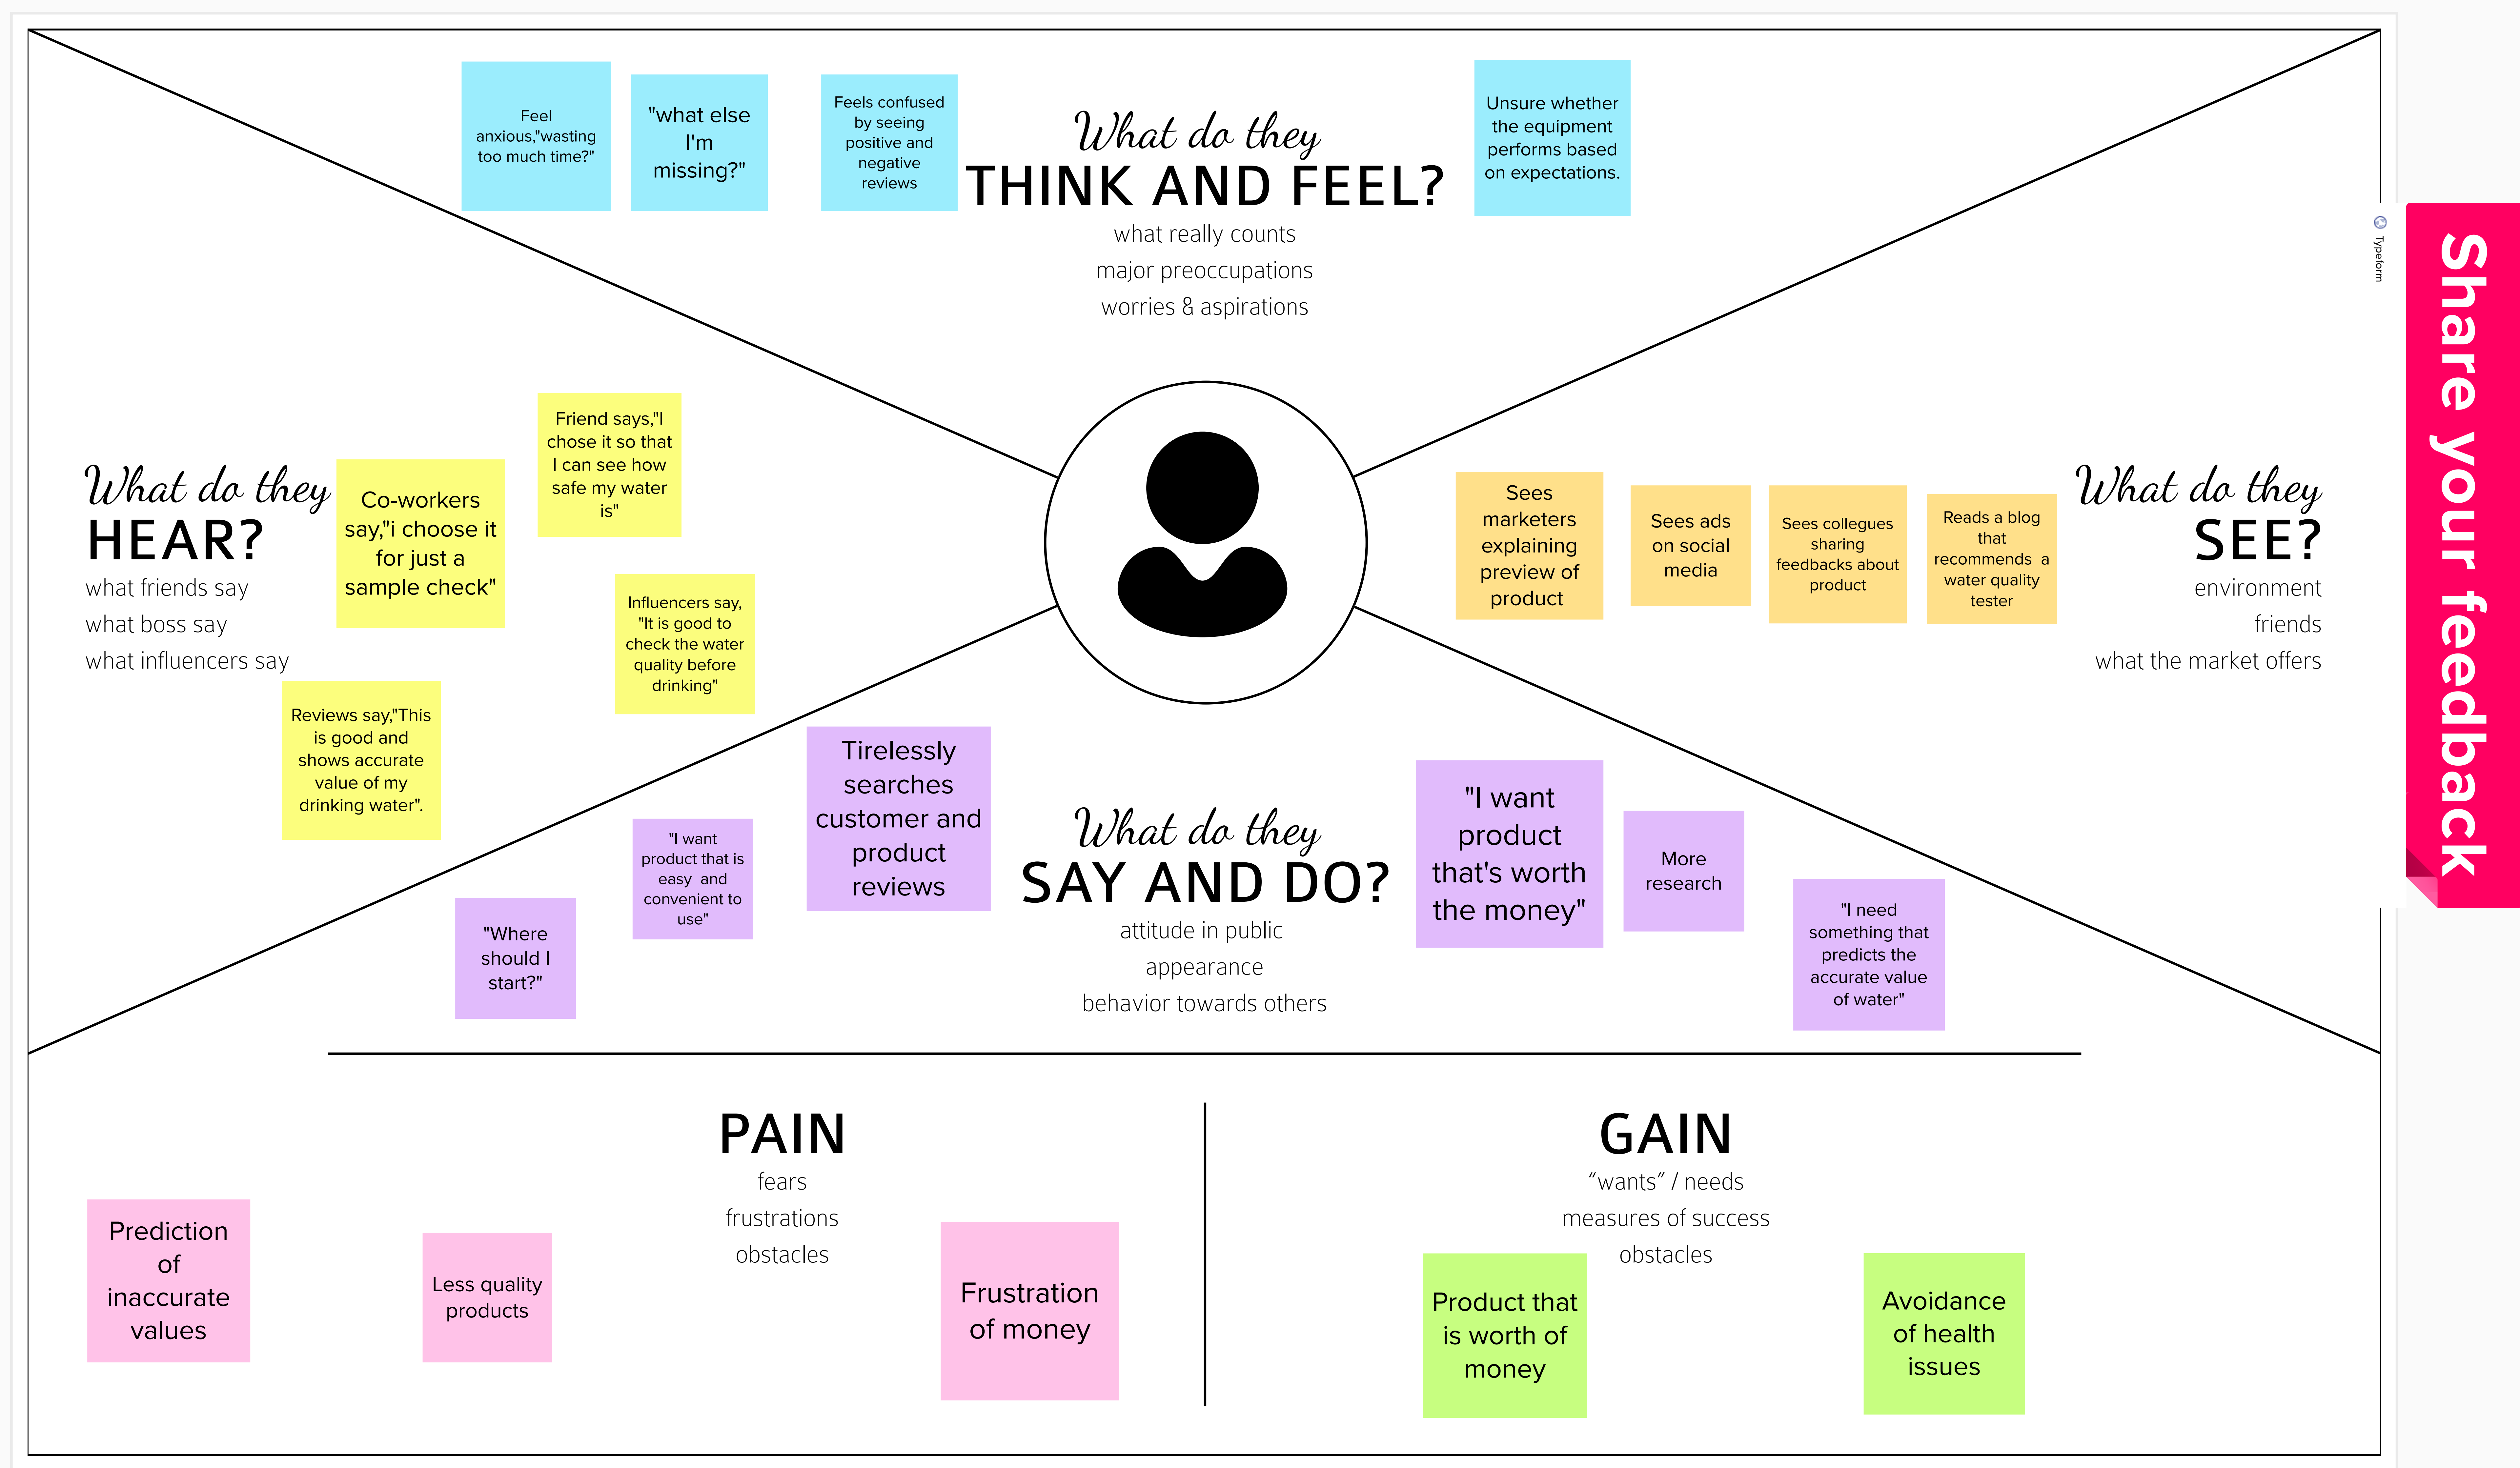 Feel
anxious,"wasting
too much time?"
"what else
I'm
missing?"
Feels confused
by seeing
positive and
negative
reviews
What do they
THINK AND FEEL?
what really counts
major preoccupations
worries & aspirations
Unsure whether
the equipment
performs based
on expectations.
What do they
HEAR?
what friends say
what boss say
what influencers say
Co-workers
say,"i choose it
for just a
sample check"
Friend says,"I
chose it so that
I can see how
safe my water
is"
Influencers say,
"It is good to
check the water
quality before
drinking"
Reviews say,"This
is good and
shows accurate
value of my
drinking water".
Sees
marketers
explaining
preview of
product
Sees ads
on social
media
Sees collegues
sharing
feedbacks about
product
Reads a blog
that
recommends  a
water quality
tester
What do they
SEE?
environment
friends
what the market offers
"Where
should I
start?"
"I want
product that is
easy  and
convenient to
use"
Tirelessly
searches
customer and
product
reviews
What do they
SAY AND DO?
attitude in public
appearance
behavior towards others
"I want
product
that's worth
the money"
More
research
"I need
something that
predicts the
accurate value
of water"
PAIN
fears
frustrations
obstacles
Prediction
of
inaccurate
values
Less quality
products
Frustration
of money
GAIN
“wants” / needs
measures of success
obstacles
Product that
is worth of
money
Avoidance
of health
issues
Typeform
Share your feedback